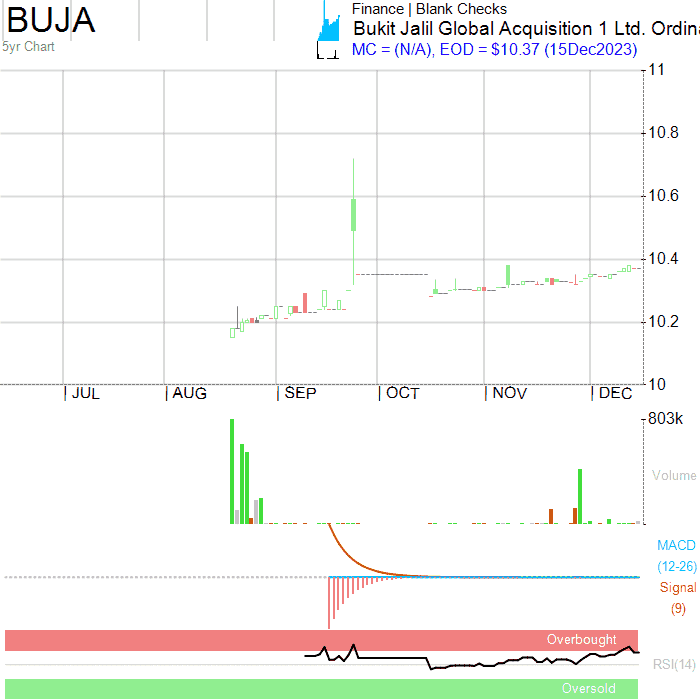 BUJA
5yr Chart
Finance | Blank Checks
Bukit Jalil Global Acquisition 1 Ltd. Ordina
MC = (N/A), EOD = $10.37 (15Dec2023)
11
10.8
10.6
10.4
10.2
10
| JUL | AUG | SEP | OCT | NOV | DEC
803k
Volume
MACD
(12-26)
Signal
(9)
Overbought
RSI(14)
Oversold